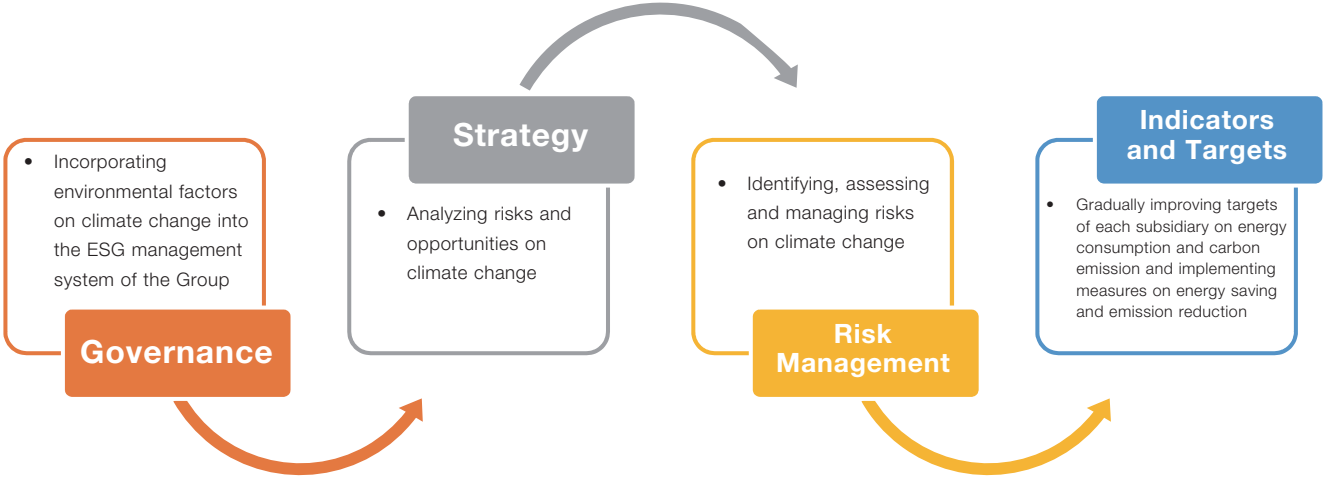 • Incorporating
environmental factors
on climate change into
the ESG management
system of the Group
Governance
Strategy
• Analyzing risks and
opportunities on
climate change
• Identifying, assessing
and managing risks
on climate change
Risk
Management
Indicators
and Targets
• Gradually improving targets
of each subsidiary on energy
consumption and carbon
emission and implementing
measures on energy saving
and emission reduction